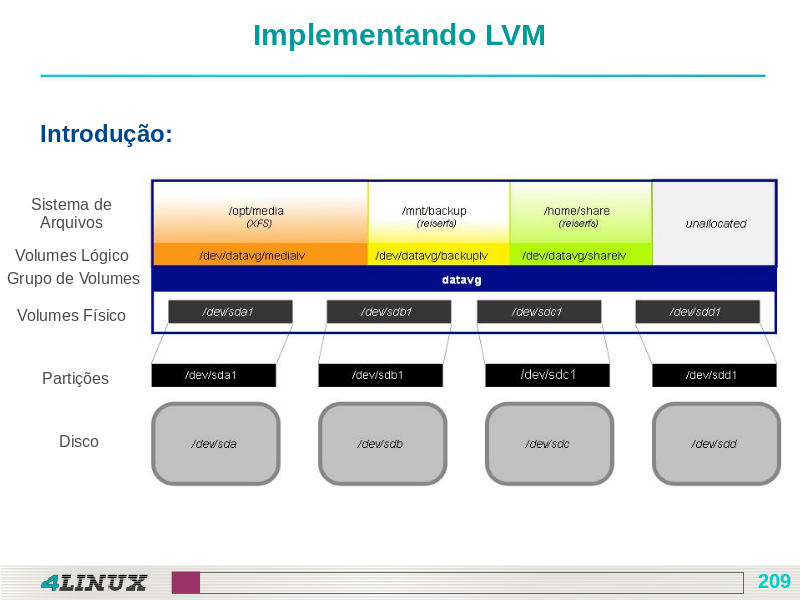 Implementando LVM
Introdução:
Sistema de
Arquivos
/opt/media
(XFS)
/mnt/backup
(reiserfs)
/home/share
(reiserfs)
unallocated
Volumes Lógico
/dev/datavg/medialv
/dev/datavg/backuplv
/dev/datavg/sharelv
Grupo de Volumes
datavg
Volumes Físico
/dev/sda1
/dev/sdb1
/dev/sdc1
/dev/sdd1
Partições
/dev/sda1
/dev/sdb1
/dev/sdc1
/dev/sdd1
Disco
/dev/sda
/dev/sdb
/dev/sdc
/dev/sdd
4LINUX
209